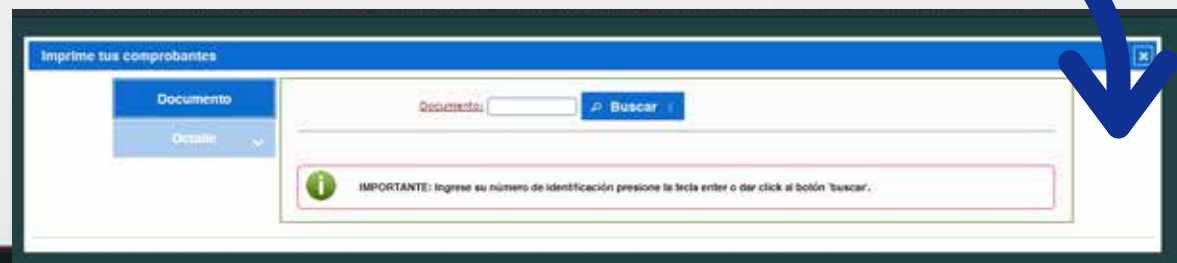 Imprime tus comprobantes
Documento
Documento: Buscar
Detalle
IMPORTANTE: Ingrese su número de identificación presione la tecla enter o dar click al botón 'buscar'.